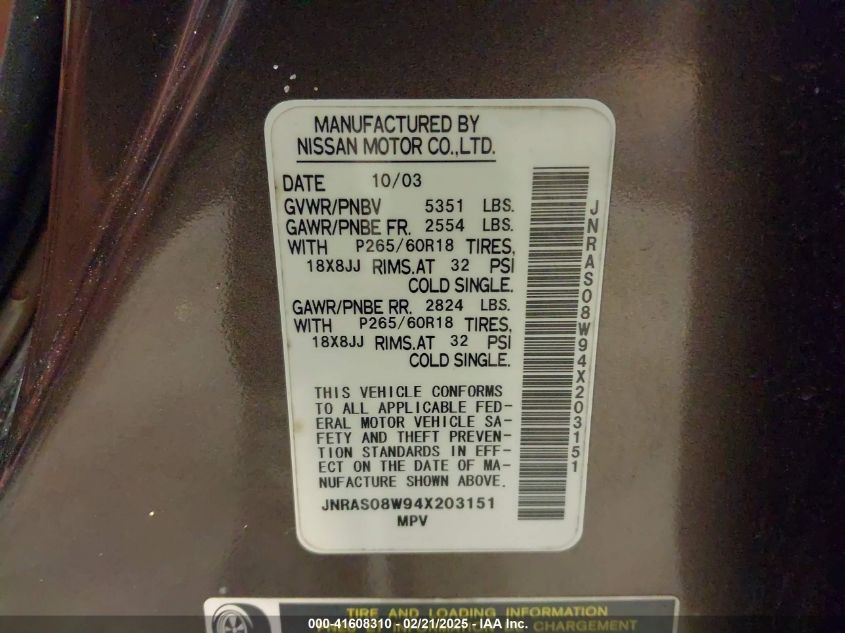 MANUFACTURED BY
NISSAN MOTOR CO.,LTD.
DATE 10/03
GVWR/PNBV 5351 LBS.
GAWR/PNBE FR. 2554 LBS.
WITH P265/60R18 TIRES,
18X8JJ RIMS.AT 32 PSI
COLD SINGLE.
GAWR/PNBE RR. 2824 LBS.
WITH P265/60R18 TIRES,
18X8JJ RIMS.AT 32 PSI
COLD SINGLE.
THIS VEHICLE CONFORMS
TO ALL APPLICABLE FED-
ERAL MOTOR VEHICLE SA-
FETY AND THEFT PREVEN-
TION STANDARDS IN EFF-
ECT ON THE DATE OF MA-
NUFACTURE SHOWN ABOVE.
JNRAS08W94X203151
MPV
JNRAS08W94X203151
TIRE AND LOADING INFORMATION
INFORMATION DE CHARGEMENT
000-41608310 - 02/21/2025 - IAA Inc.